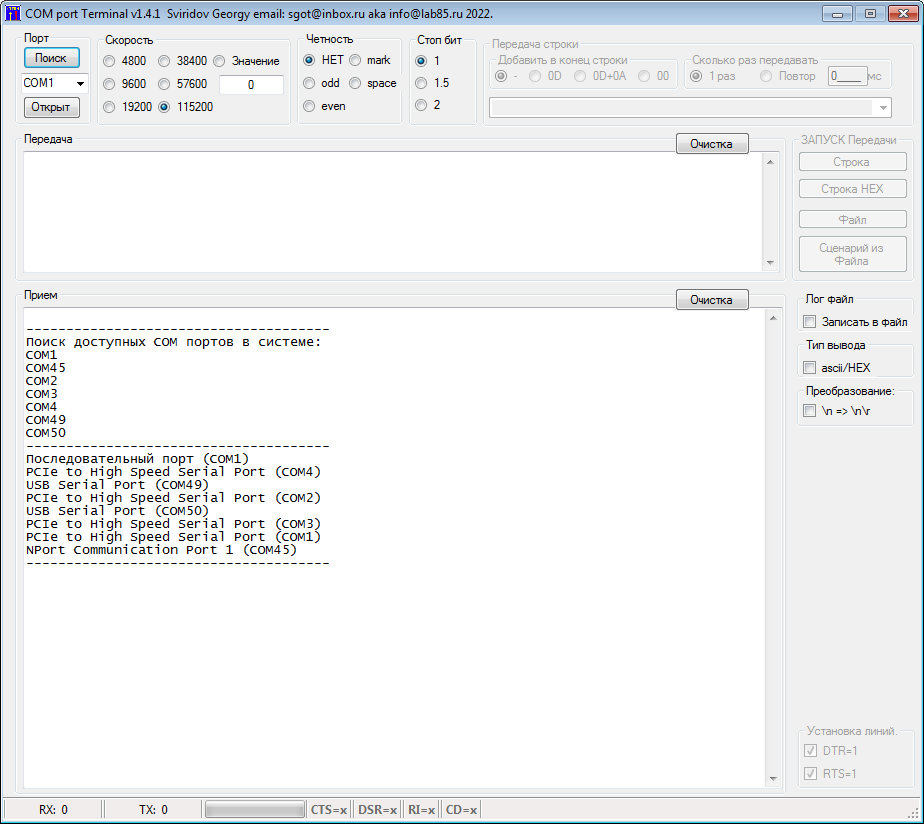 COM port Terminal v1.4.1 Sviridov Georgy email: sgot@inbox.ru aka info@lab85.ru 2022.
Порт
Поиск
COM1
Открыт
Скорость
4800 38400 Значение
9600 57600 0
19200 115200
Четность
НЕТ mark
odd space
even
Стоп бит
1
1.5
2
Передача строки
Добавить в конец строки
- 0D 0D+0A 00
Сколько раз передавать
1 раз Повтор 0____ мс
Передача
Очистка
ЗАПУСК Передачи
Строка
Строка HEX
Файл
Сценарий из
Файла
Прием
Очистка
--------------------------------------
Поиск доступных COM портов в системе:
COM1
COM45
COM2
COM3
COM4
COM49
COM50
--------------------------------------
Последовательный порт (COM1)
PCIe to High Speed Serial Port (COM4)
USB Serial Port (COM49)
PCIe to High Speed Serial Port (COM2)
USB Serial Port (COM50)
PCIe to High Speed Serial Port (COM3)
PCIe to High Speed Serial Port (COM1)
NPort Communication Port 1 (COM45)
--------------------------------------
Лог файл
Записать в файл
Тип вывода
ascii/HEX
Преобразование:
\n => \n\r
Установка линий.
DTR=1
RTS=1
RX: 0 TX: 0 CTS=x DSR=x RI=x CD=x